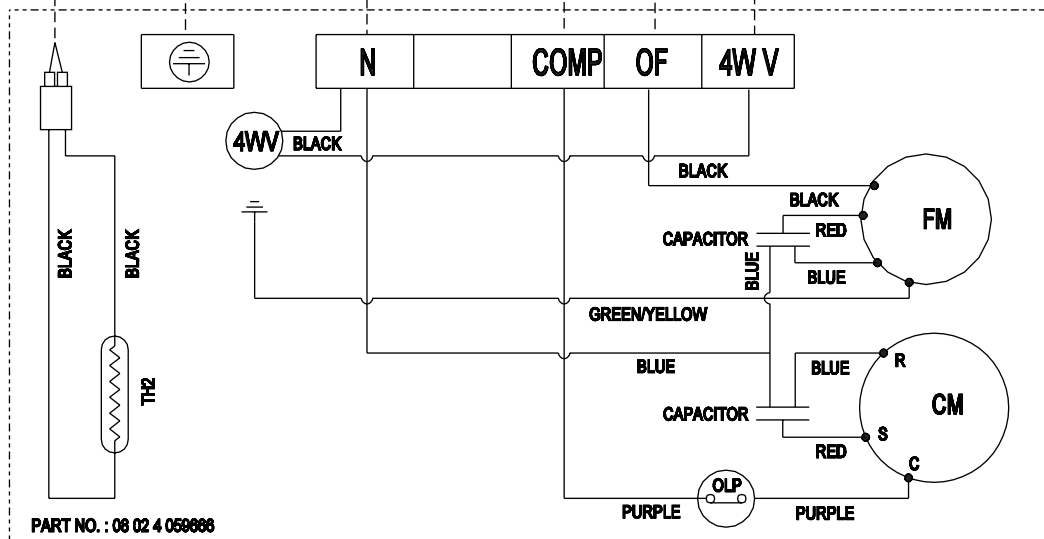 N COMP OF 4W V
4WV
BLACK
BLACK
BLACK
FM
RED
CAPACITOR
BLACK
BLACK
BLUE
BLUE
GREEN/YELLOW
BLUE
BLUE
R
TH2
CM
CAPACITOR
S
RED
C
OLP
PURPLE
PURPLE
PART NO. : 08 02 4 059666